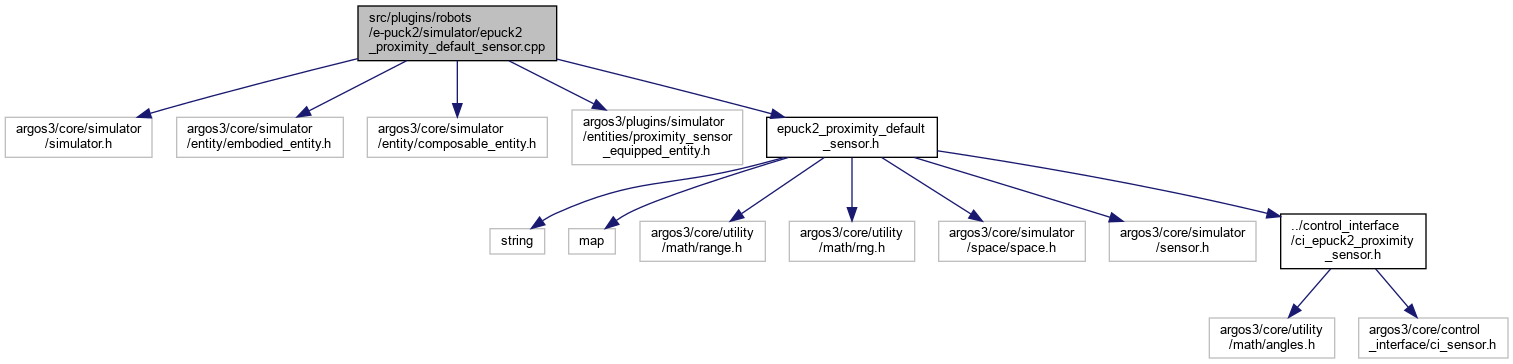 src/plugins/robots
/e-puck2/simulator/epuck2
_proximity_default_sensor.cpp
argos3/core/simulator
/simulator.h
argos3/core/simulator
/entity/embodied_entity.h
argos3/core/simulator
/entity/composable_entity.h
argos3/plugins/simulator
/entities/proximity_sensor
_equipped_entity.h
epuck2_proximity_default
_sensor.h
string
map
argos3/core/utility
/math/range.h
argos3/core/utility
/math/rng.h
argos3/core/simulator
/space/space.h
argos3/core/simulator
/sensor.h
../control_interface
/ci_epuck2_proximity
_sensor.h
argos3/core/utility
/math/angles.h
argos3/core/control
_interface/ci_sensor.h